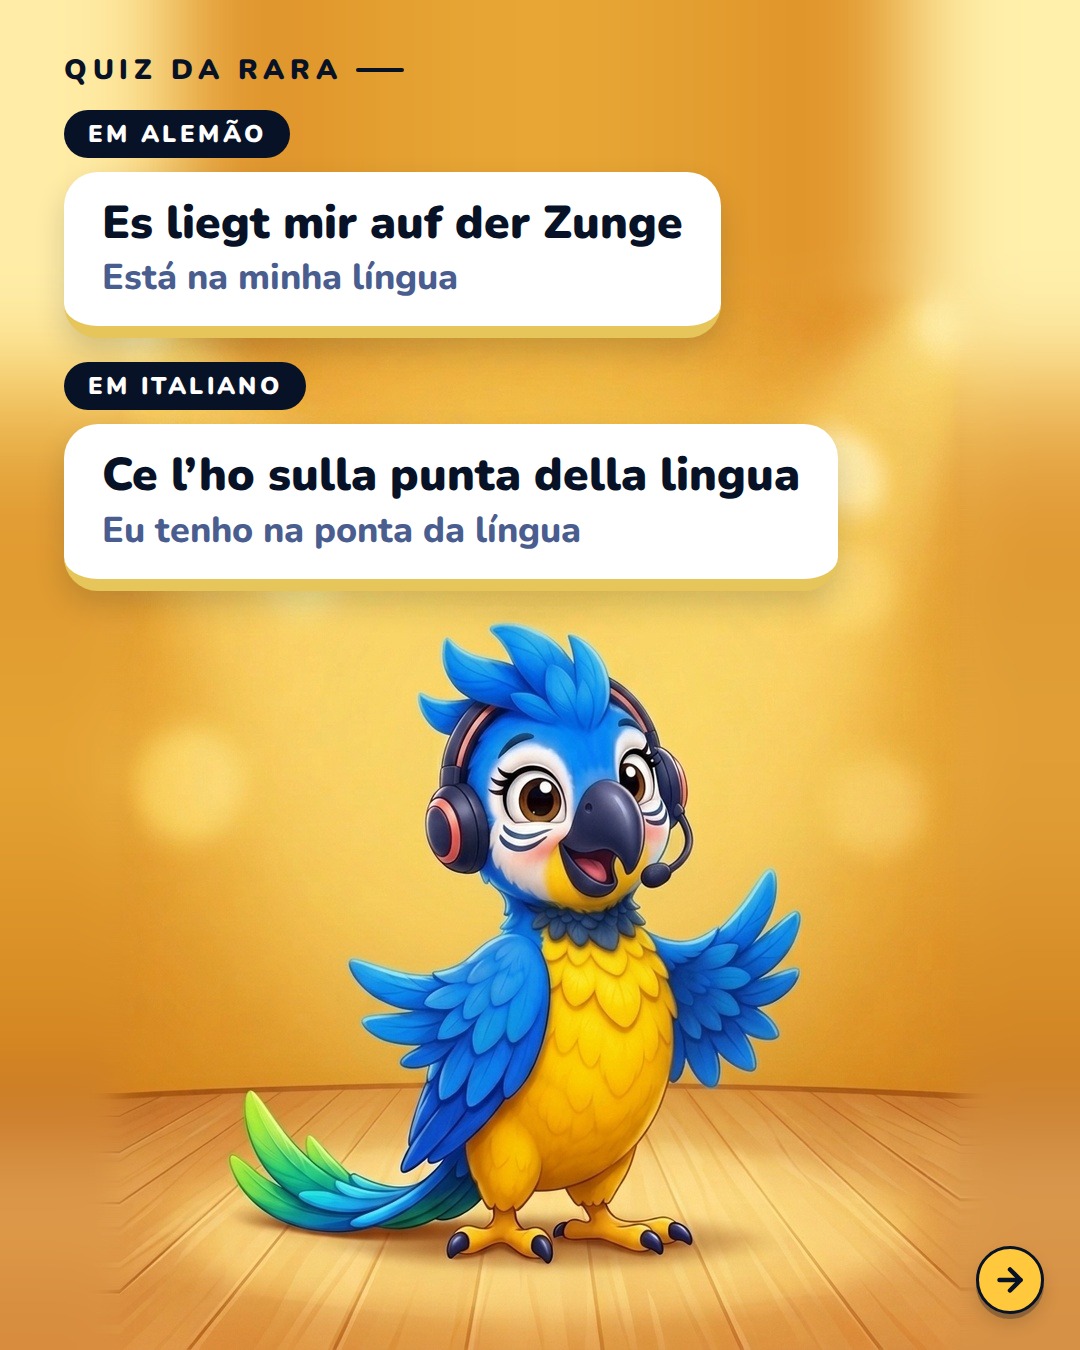 QUIZ DA RARA
EM ALEMÃO
Es liegt mir auf der Zunge
Está na minha língua
EM ITALIANO
Ce l’ho sulla punta della lingua
Eu tenho na ponta da língua